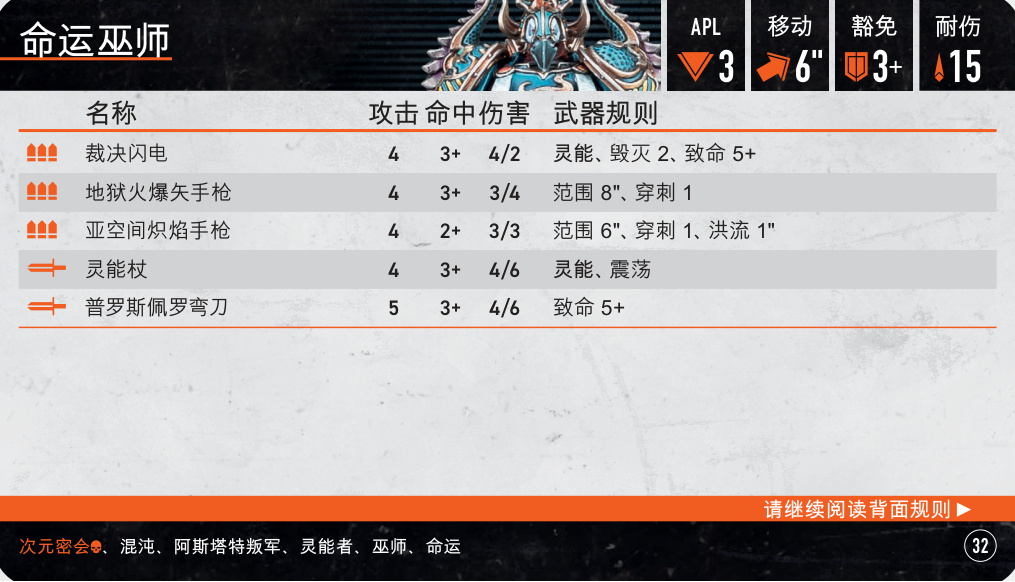 命运巫师
APL 移动 豁免 耐伤
3 6" 3+ 15
名称 攻击 命中 伤害 武器规则
裁决闪电 4 3+ 4/2 灵能、毁灭 2、致命 5+
地狱火爆矢手枪 4 3+ 3/4 范围 8"、穿刺 1
亚空间炽焰手枪 4 2+ 3/3 范围 6"、穿刺 1、洪流 1"
灵能杖 4 3+ 4/6 灵能、震荡
普罗斯佩罗弯刀 5 3+ 4/6 致命 5+
请继续阅读背面规则►
次元密会、混沌、阿斯塔特叛军、灵能者、巫师、命运
32